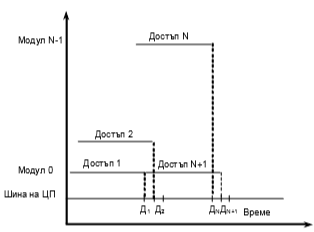 Модул N-1
Достъп N
Достъп 2
Достъп 1
Достъп N+1
Модул 0
Шина на ЦП
Д1
Д2
ДN
ДN+1
Време